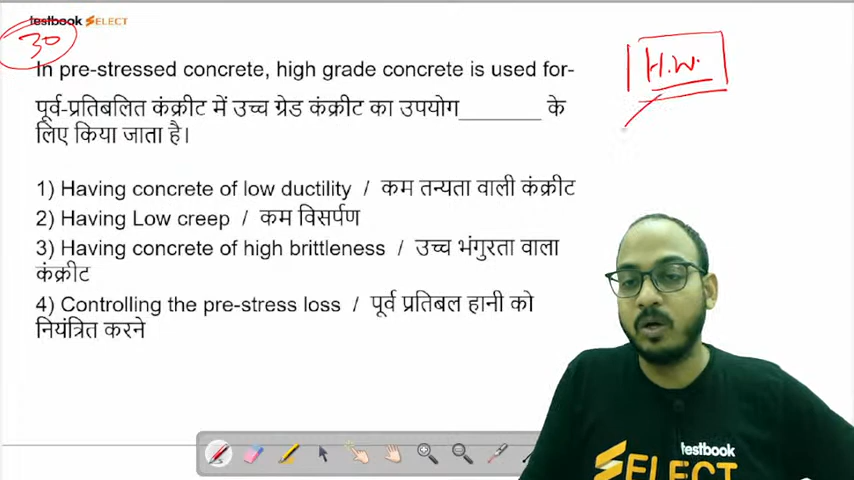 testbook SELECT
30
In pre-stressed concrete, high grade concrete is used for-
H.W.
पूर्व-प्रतिबलित कंक्रीट में उच्च ग्रेड कंक्रीट का उपयोग________ के
लिए किया जाता है।
1) Having concrete of low ductility / कम तन्यता वाली कंक्रीट
2) Having Low creep / कम विसर्पण
3) Having concrete of high brittleness / उच्च भंगुरता वाला
कंक्रीट
4) Controlling the pre-stress loss / पूर्व प्रतिबल हानी को
नियंत्रित करने
testbook
SELECT